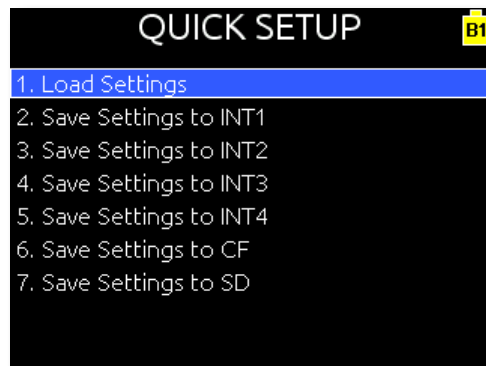 QUICK SETUP
B1
1. Load Settings
2. Save Settings to INT1
3. Save Settings to INT2
4. Save Settings to INT3
5. Save Settings to INT4
6. Save Settings to CF
7. Save Settings to SD